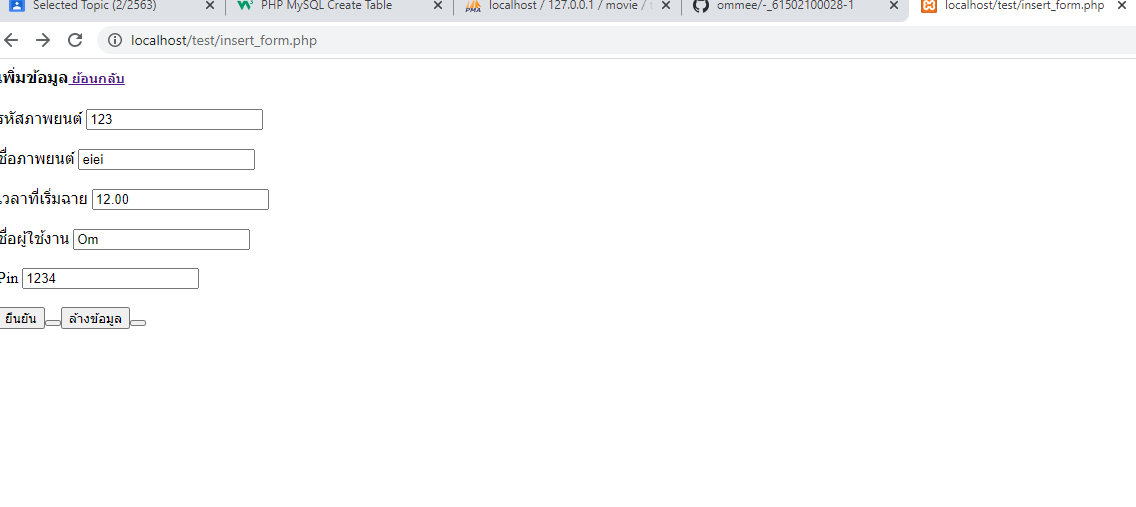 Selected Topic (2/2563) PHP MySQL Create Table localhost / 127.0.0.1 / movie / ommee/-_61502100028-1 localhost/test/insert_form.php
localhost/test/insert_form.php
เพิ่มข้อมูล ย้อนกลับ
รหัสภาพยนต์ 123
ชื่อภาพยนต์ eiei
เวลาที่เริ่มฉาย 12.00
ชื่อผู้ใช้งาน Om
Pin 1234
ยืนยัน ล้างข้อมูล